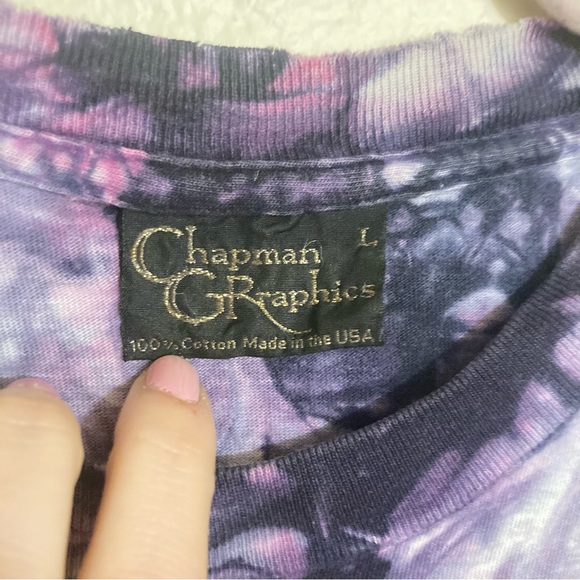 Chapman L
GRaphics
100% Cotton Made in the USA